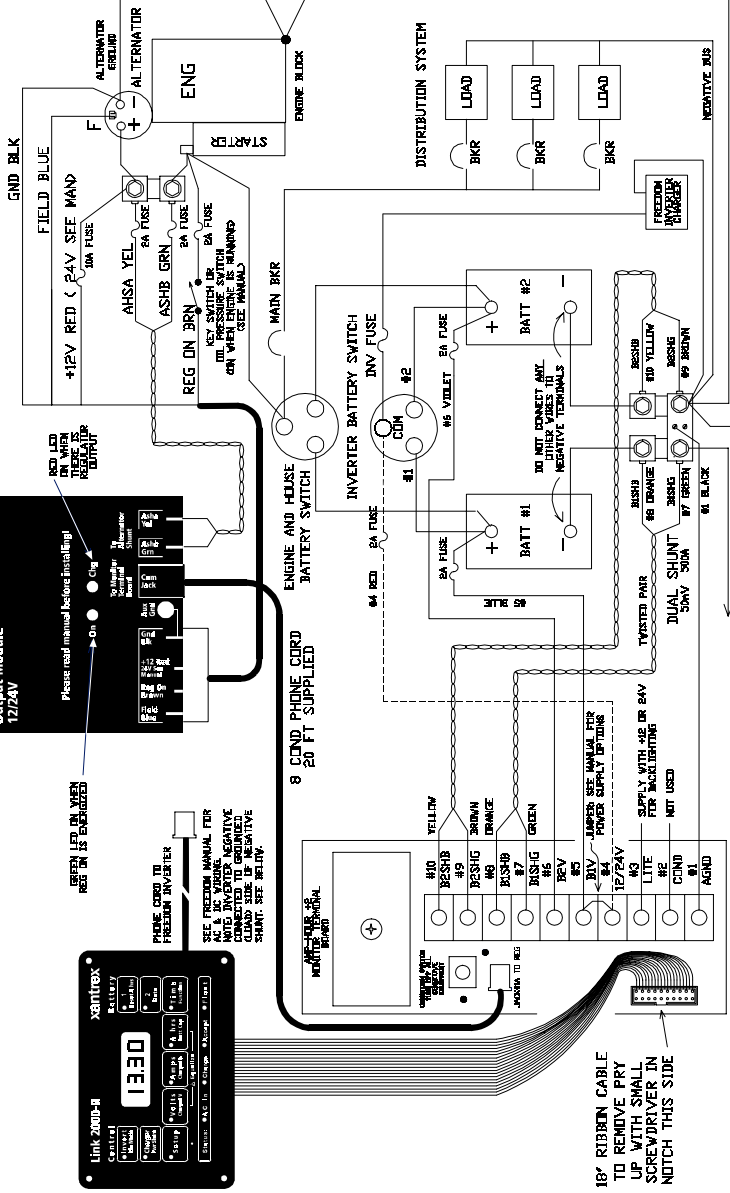 GND BLK
FIELD BLUE
+12V RED ( 24V SEE MAN)
10A FUSE
AHSA YEL
2A FUSE
ASHB GRN
2A FUSE
2A FUSE
REG ON BRN
KEY SWITCH OR
OIL PRESSURE SWITCH
(ON WHEN ENGINE IS RUNNING)
(SEE MANUAL)
ALTERNATOR
GROUND
ALTERNATOR
F
+ -
ENG
STARTER
ENGINE BLOCK
MAIN BKR
DISTRIBUTION SYSTEM
LOAD
LOAD
LOAD
BKR
BKR
BKR
NEGATIVE BUS
FREEDOM
INVERTER
CHARGER
RED LED
ON WHEN
THERE IS
REGULATOR
OUTPUT
Output Module
12/24V
Please read manual before installing!
On
Chg
To Monitor
Terminal
Board
To
Alternator
Shunt
Field
Blue
Reg On
Brown
+12 Red
24V See
Manual
Gnd
Blk
Aux
Gnd
Com
Jack
Ashb
Grn
Asha
Yel
GREEN LED ON WHEN
REG ON IS ENERGIZED
ENGINE AND HOUSE
BATTERY SWITCH
INVERTER BATTERY SWITCH
INV FUSE
COM
#1
#2
2A FUSE
#4 RED
#6 VIOLET
2A FUSE
2A FUSE
#5 BLUE
+
BATT #1
-
+
BATT #2
-
DO NOT CONNECT ANY
OTHER WIRES TO
NEGATIVE TERMINALS
B2SHB
#10 YELLOW
B2SHG
#9 BROWN
B1SHB
#8 ORANGE
B1SHG
#7 GREEN
#1 BLACK
DUAL SHUNT
50mV 500A
TWISTED PAIR
8 COND PHONE CORD
20 FT SUPPLIED
PHONE CORD TO
FREEDOM INVERTER
SEE FREEDOM MANUAL FOR
AC & DC WIRING.
NOTE INVERTER NEGATIVE
CONNECTED TO GROUNDED
(LOAD) SIDE OF NEGATIVE
SHUNT. SEE BELOW.
AMP-HOUR +2
MONITOR TERMINAL
BOARD
YELLOW
BROWN
ORANGE
GREEN
#10
B2SHB
#9
B2SHG
#8
B1SHB
#7
B1SHG
#6
B2V
#5
B1V
#4
12/24V
#3
LITE
#2
COND
#1
AGND
JUMPER; SEE MANUAL FOR
POWER SUPPLY OPTIONS
SUPPLY WITH +12 OR 24V
FOR BACKLIGHTING
NOT USED
Link 2000-R
xantrex
Control
Battery
13.30
Invert
Charge
Setup
Volts
Amps
A hrs
Time
1
2
Status:
AC In
Charge
Accept
Float
18" RIBBON CABLE
TO REMOVE PRY
UP WITH SMALL
SCREWDRIVER IN
NOTCH THIS SIDE